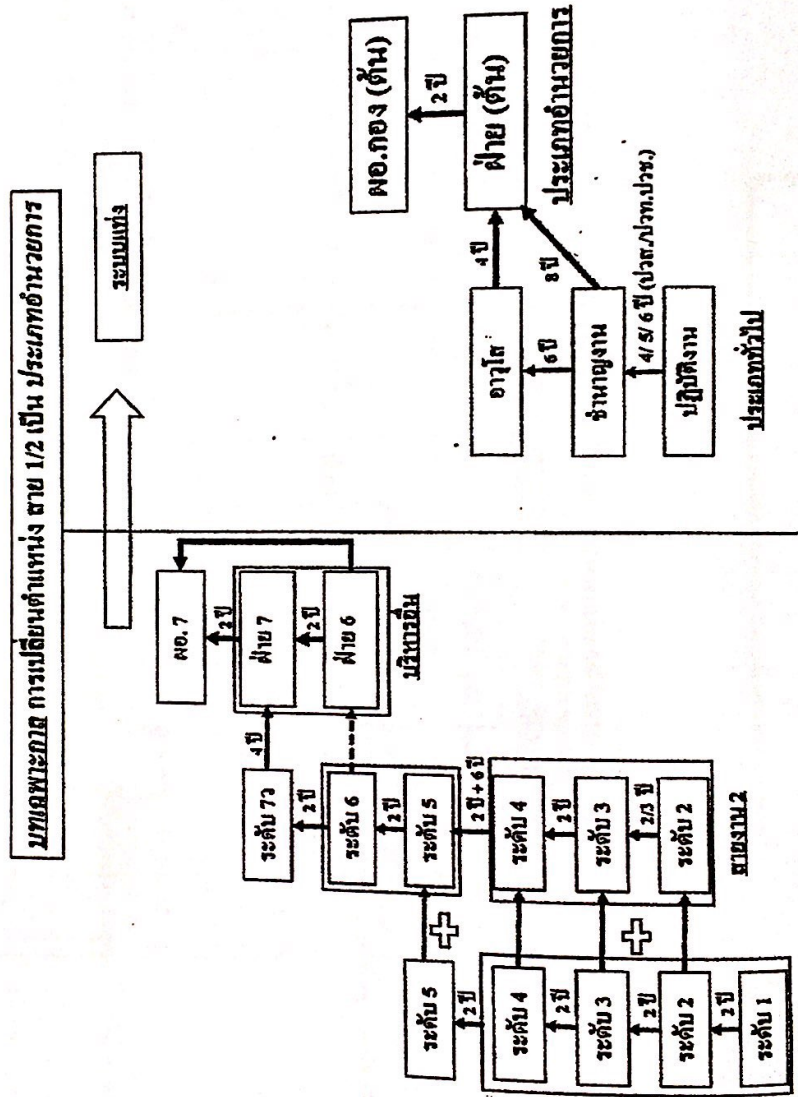 บทเฉพาะกาล การเปลี่ยนตำแหน่ง สาย 1/2 เป็น ประเภทอำนวยการ
ระบบแท่ง
ระดับ 5
2 ปี
ระดับ 4
2 ปี
ระดับ 3
2 ปี
ระดับ 2
2 ปี
ระดับ 1
ระดับ 7ว
2 ปี
ระดับ 6
2 ปี
ระดับ 5
2 ปี + 6 ปี
ระดับ 4
2 ปี
ระดับ 3
2/3 ปี
ระดับ 2
สายงาน 2
4 ปี
ผอ. 7
2 ปี
ฝ่าย 7
2 ปี
ฝ่าย 6
อาวุโส
6 ปี
ชำนาญงาน
4/ 5/ 6 ปี (ปวส./ปวท.ปวช.)
ปฏิบัติงาน
ประเภททั่วไป
4 ปี
8 ปี
ผอ.กอง (ต้น)
2 ปี
ฝ่าย (ต้น)
ประเภทอำนวยการ